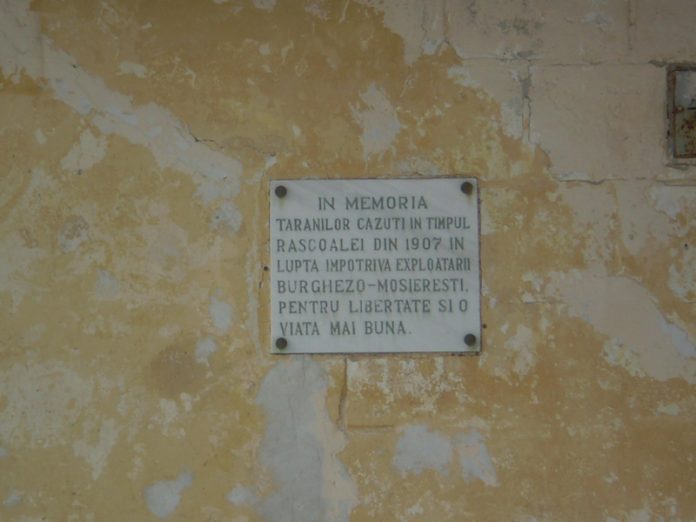 IN MEMORIA
TARANILOR CAZUTI IN TIMPUL
RASCOALEI DIN 1907 IN
LUPTA IMPOTRIVA EXPLOATARII
BURGHEZO-MOSIERESTI,
PENTRU LIBERTATE SI O
VIATA MAI BUNA.